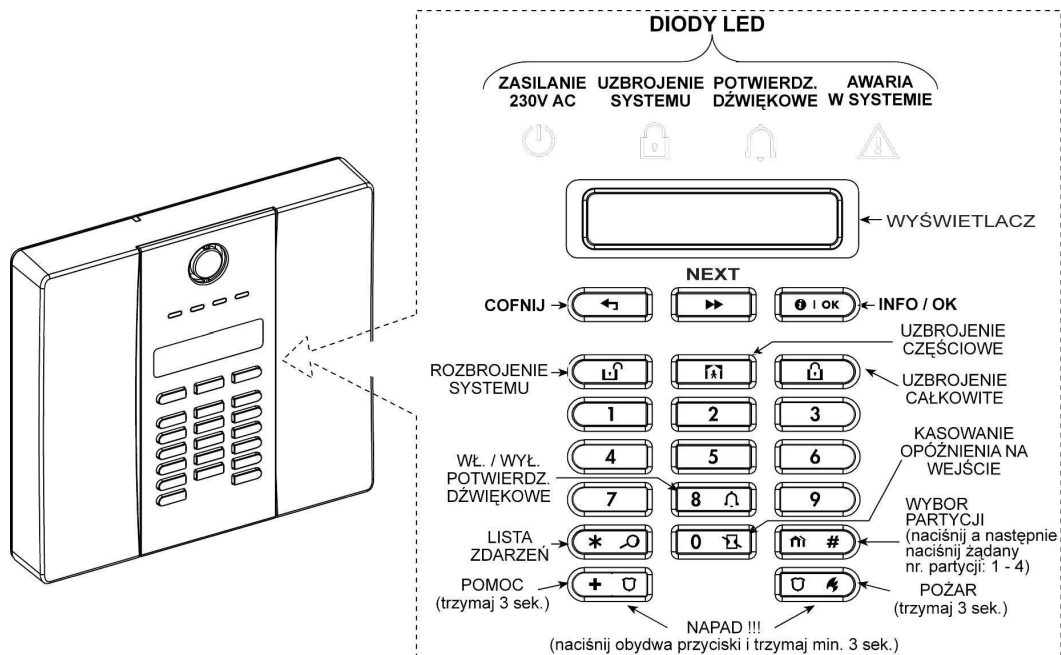 DIODY LED
ZASILANIE
230V AC
UZBROJENIE
SYSTEMU
POTWIERDZ.
DŹWIĘKOWE
AWARIA
W SYSTEMIE
WYŚWIETLACZ
NEXT
COFNIJ
i | OK
INFO / OK
UZBROJENIE
CZĘŚCIOWE
ROZBROJENIE
SYSTEMU
UZBROJENIE
CAŁKOWITE
1
2
3
KASOWANIE
OPÓŹNIENIA NA
WEJŚCIE
4
5
6
WŁ. / WYŁ.
POTWIERDZ.
DŹWIĘKOWE
7
8
9
WYBOR
PARTYCJI
(naciśnij a następnie
naciśnij żądany
nr. partycji: 1 - 4)
LISTA
ZDARZEŃ
*
0
#
POMOC
(trzymaj 3 sek.)
+
POŻAR
(trzymaj 3 sek.)
NAPAD !!!
(naciśnij obydwa przyciski i trzymaj min. 3 sek.)